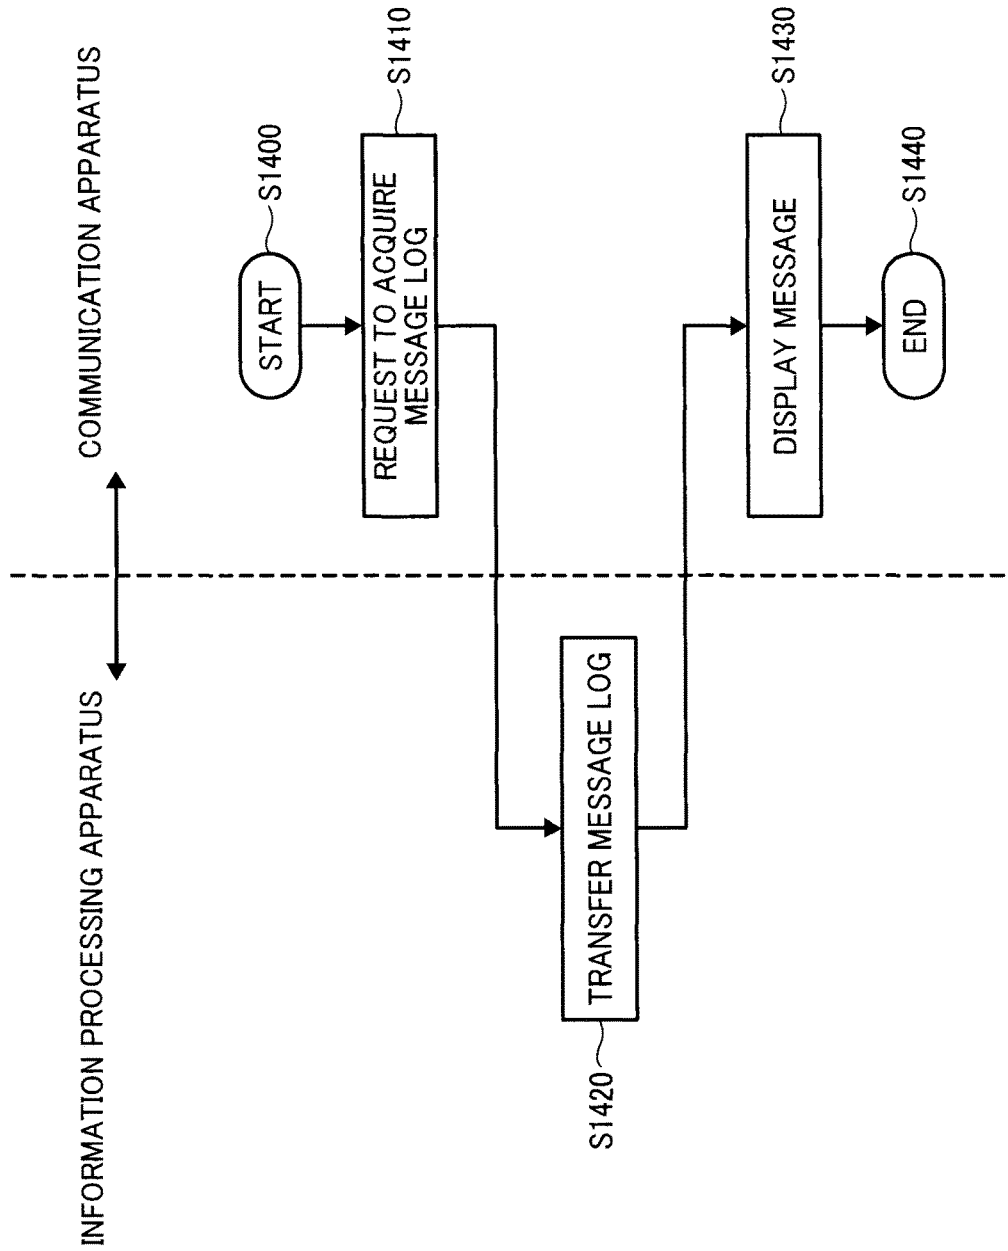 INFORMATION PROCESSING APPARATUS
COMMUNICATION APPARATUS
START
S1400
REQUEST TO ACQUIRE
MESSAGE LOG
S1410
TRANSFER MESSAGE LOG
S1420
DISPLAY MESSAGE
S1430
END
S1440